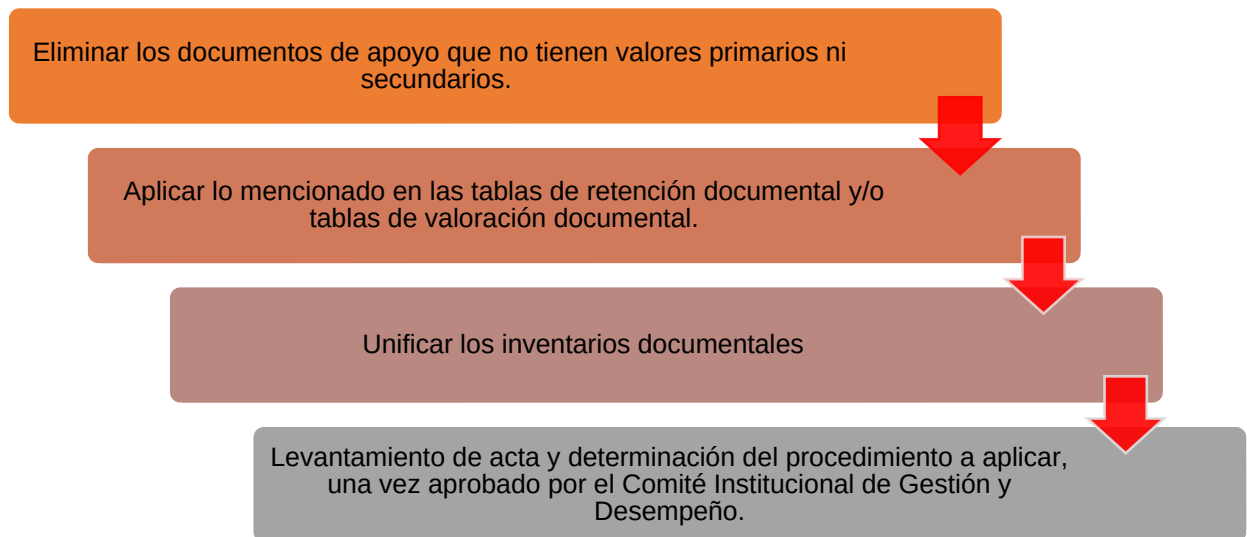 Eliminar los documentos de apoyo que no tienen valores primarios ni
secundarios.
Aplicar lo mencionado en las tablas de retención documental y/o
tablas de valoración documental.
Unificar los inventarios documentales
Levantamiento de acta y determinación del procedimiento a aplicar,
una vez aprobado por el Comité Institucional de Gestión y
Desempeño.